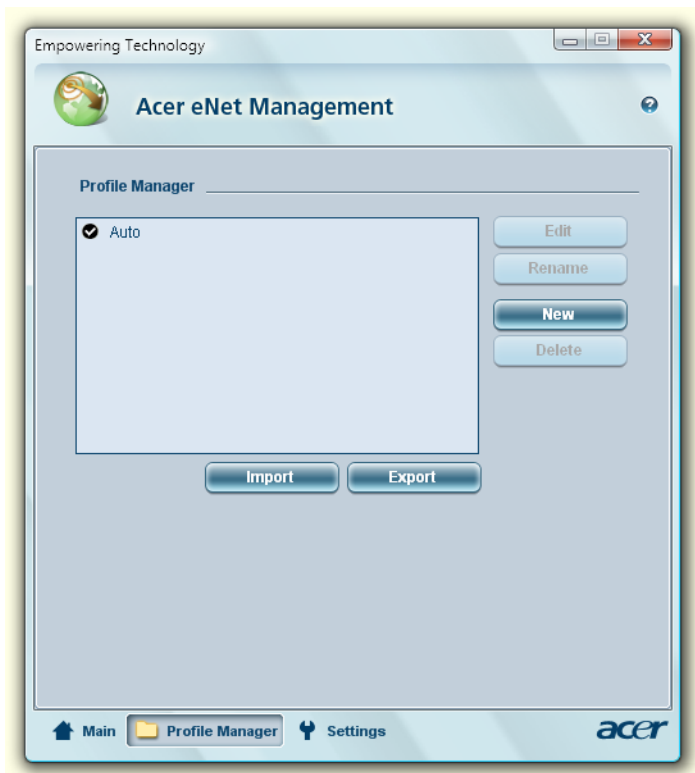 Empowering Technology
Acer eNet Management
Profile Manager
Auto
Edit
Rename
New
Delete
Import Export
Main Profile Manager Settings
acer